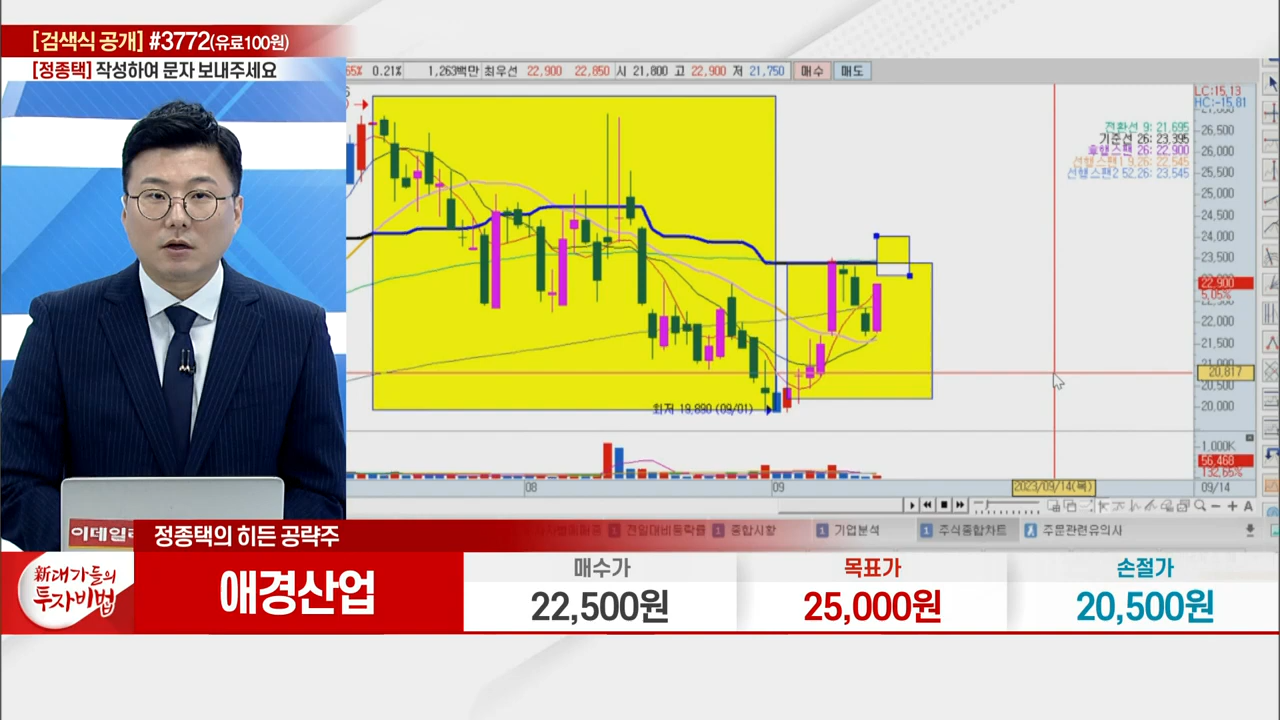 [검색식 공개] #3772(유료100원)
[정종택] 작성하여 문자 보내주세요
65% 0.21% 1,263백만 최우선 22,900 22,850 시 21,800 고 22,900 저 21,750 매수 매도
LC:15.13
HC:-15.81
전환선 9: 21,695
기준선 26: 23,395
후행스팬 26: 22,900
선행스팬1 9.26: 22,545
선행스팬2 52.26: 23,545
26,500
26,000
25,500
25,000
24,500
24,000
23,500
22,900
5.05%
22,000
21,500
21,000
20,817
20,500
20,000
최저 19,890 (09/01)
1,000K
56,468
132.65%
08
09
2023/09/14(목)
09/14
전일대비등락률 종합시황 기업분석 주식종합차트 주문관련유의사
이데일리
정종택의 히든 공략주
新대가들의
투자비법
애경산업
매수가
22,500원
목표가
25,000원
손절가
20,500원